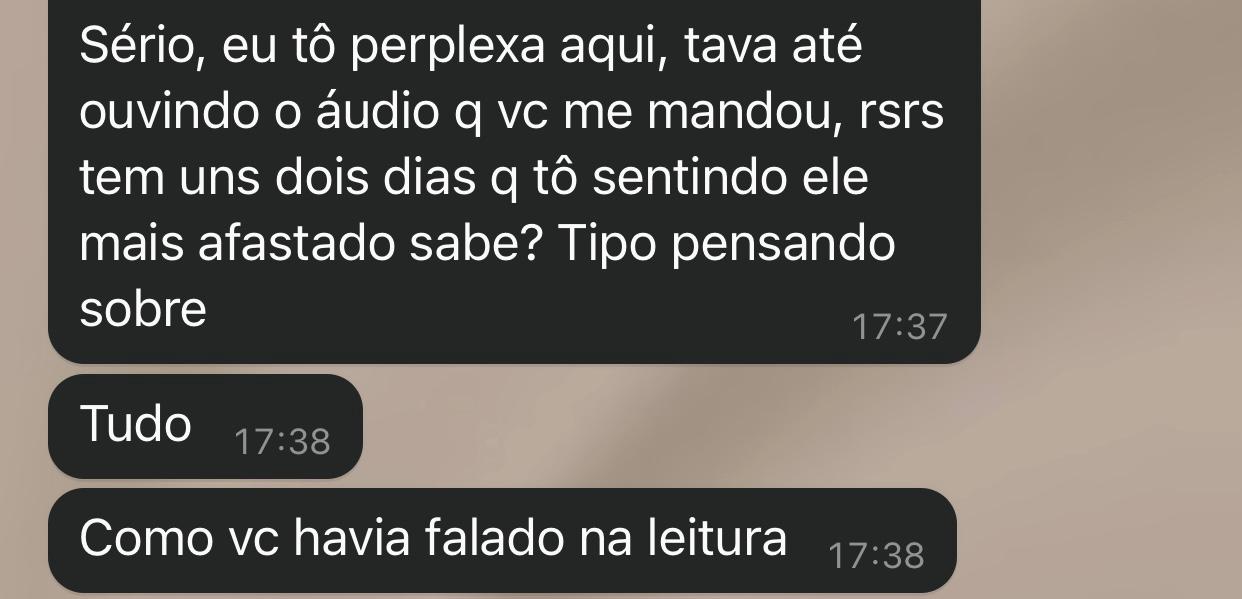 Sério, eu tô perplexa aqui, tava até
ouvindo o áudio q vc me mandou, rsrs
tem uns dois dias q tô sentindo ele
mais afastado sabe? Tipo pensando
sobre
17:37
Tudo 17:38
Como vc havia falado na leitura 17:38